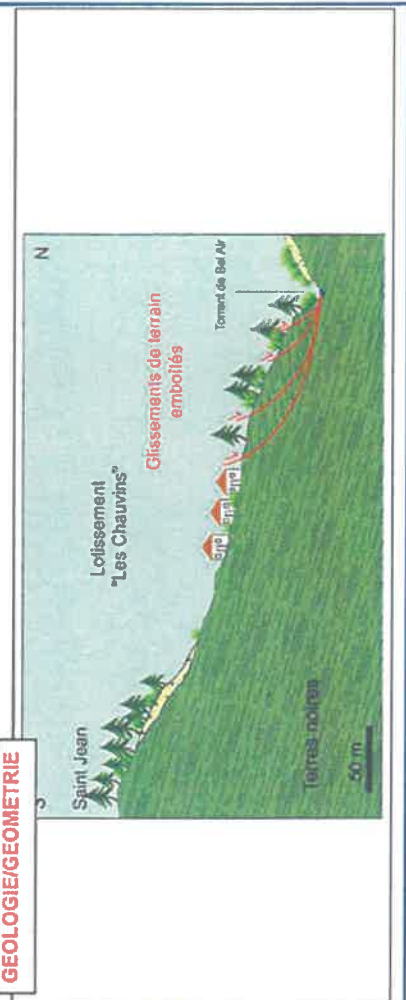 GEOLOGIE/GEOMETRIE
S
N
Saint Jean
Lotissement
"Les Chauvins"
Glissements de terrain
emboîtés
Torrent de Bel Air
Terres noires
50 m